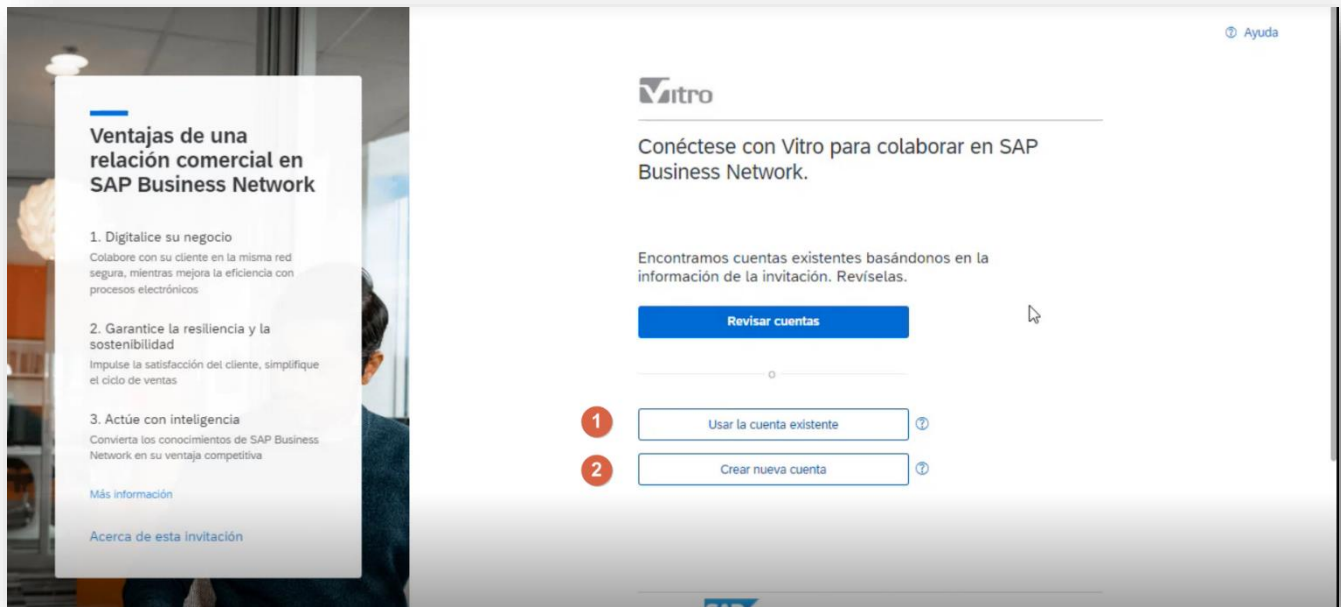 Ayuda
Ventajas de una
relación comercial en
SAP Business Network
1. Digitalice su negocio
Colabore con su cliente en la misma red
segura, mientras mejora la eficiencia con
procesos electrónicos
2. Garantice la resiliencia y la
sostenibilidad
Impulse la satisfacción del cliente, simplifique
el ciclo de ventas
3. Actúe con inteligencia
Convierta los conocimientos de SAP Business
Network en su ventaja competitiva
Más información
Acerca de esta invitación
Vitro
Conéctese con Vitro para colaborar en SAP
Business Network.
Encontramos cuentas existentes basándonos en la
información de la invitación. Revíselas.
Revisar cuentas
o
1 Usar la cuenta existente
2 Crear nueva cuenta
SAP